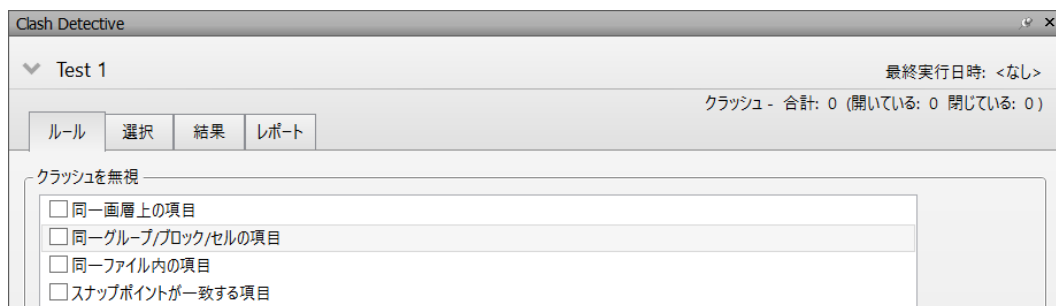 Clash Detective
Test 1
最終実行日時: <なし>
クラッシュ - 合計: 0 (開いている: 0 閉じている: 0)
ルール 選択 結果 レポート
クラッシュを無視
同一画層上の項目
同一グループ/ブロック/セルの項目
同一ファイル内の項目
スナップポイントが一致する項目